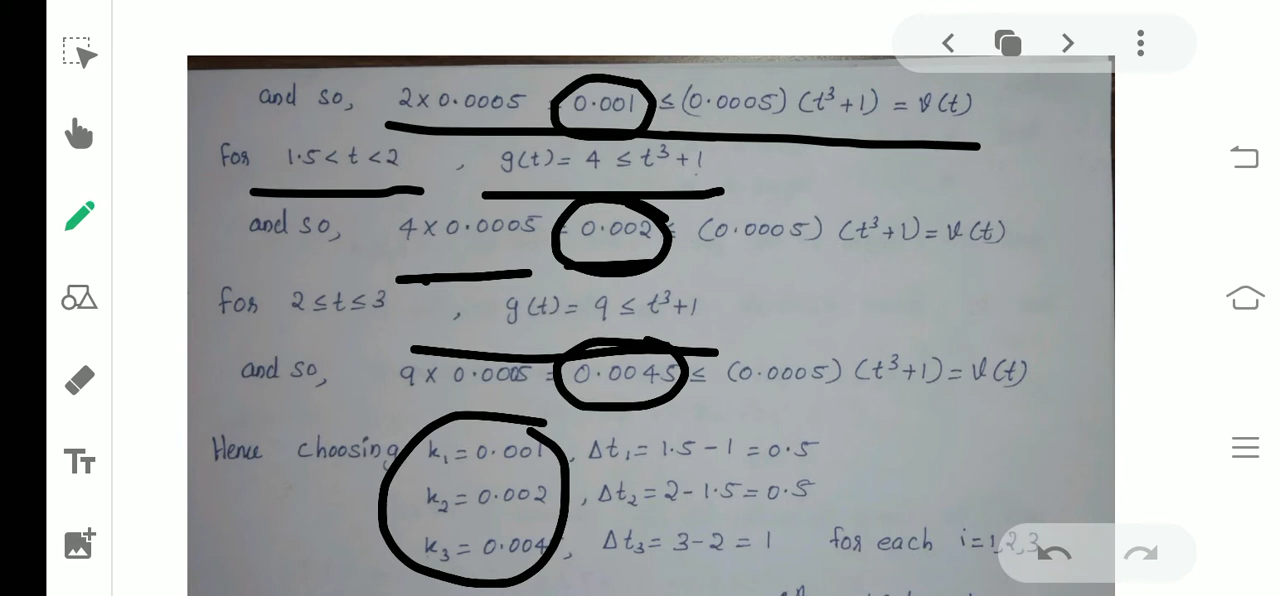 and so, 2 x 0.0005 = 0.001 ≤ (0.0005) (t³+1) = v(t)
For 1.5 < t < 2 , g(t) = 4 ≤ t³+1
and so, 4 x 0.0005 = 0.002 ≤ (0.0005) (t³+1) = v(t)
For 2 ≤ t ≤ 3 , g(t) = 9 ≤ t³+1
and so, 9 x 0.0005 = 0.0045 ≤ (0.0005) (t³+1) = v(t)
Hence choosing k₁ = 0.001 , Δt₁ = 1.5 - 1 = 0.5
k₂ = 0.002 , Δt₂ = 2 - 1.5 = 0.5
k₃ = 0.004 , Δt₃ = 3 - 2 = 1 for each i = 1,2,3
Tт